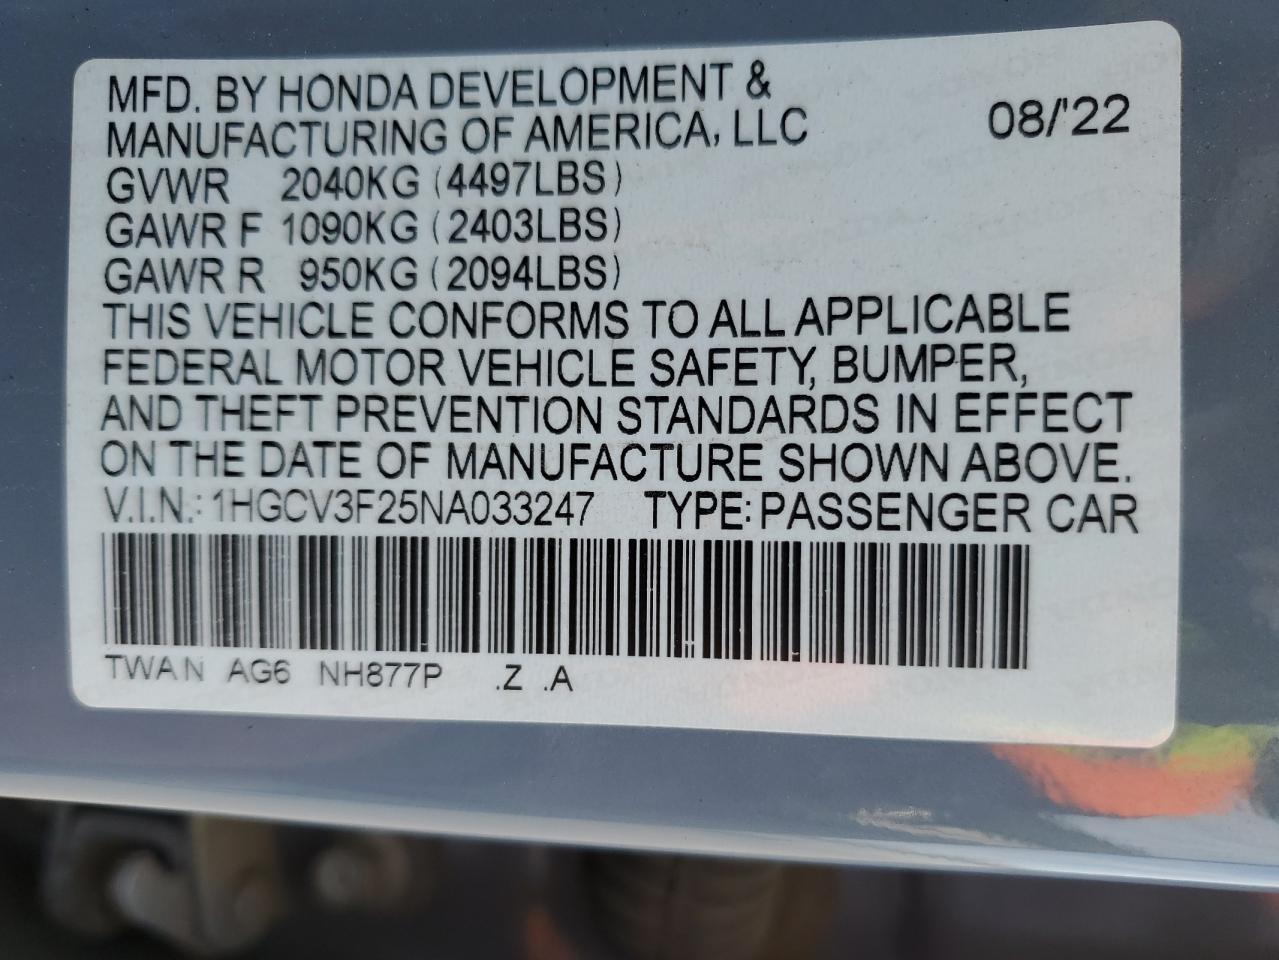 MFD. BY HONDA DEVELOPMENT &
MANUFACTURING OF AMERICA, LLC 08/'22
GVWR 2040KG (4497LBS)
GAWR F 1090KG (2403LBS)
GAWR R 950KG (2094LBS)
THIS VEHICLE CONFORMS TO ALL APPLICABLE
FEDERAL MOTOR VEHICLE SAFETY, BUMPER,
AND THEFT PREVENTION STANDARDS IN EFFECT
ON THE DATE OF MANUFACTURE SHOWN ABOVE.
V.I.N.: 1HGCV3F25NA033247 TYPE: PASSENGER CAR
TWAN AG6 NH877P .Z .A